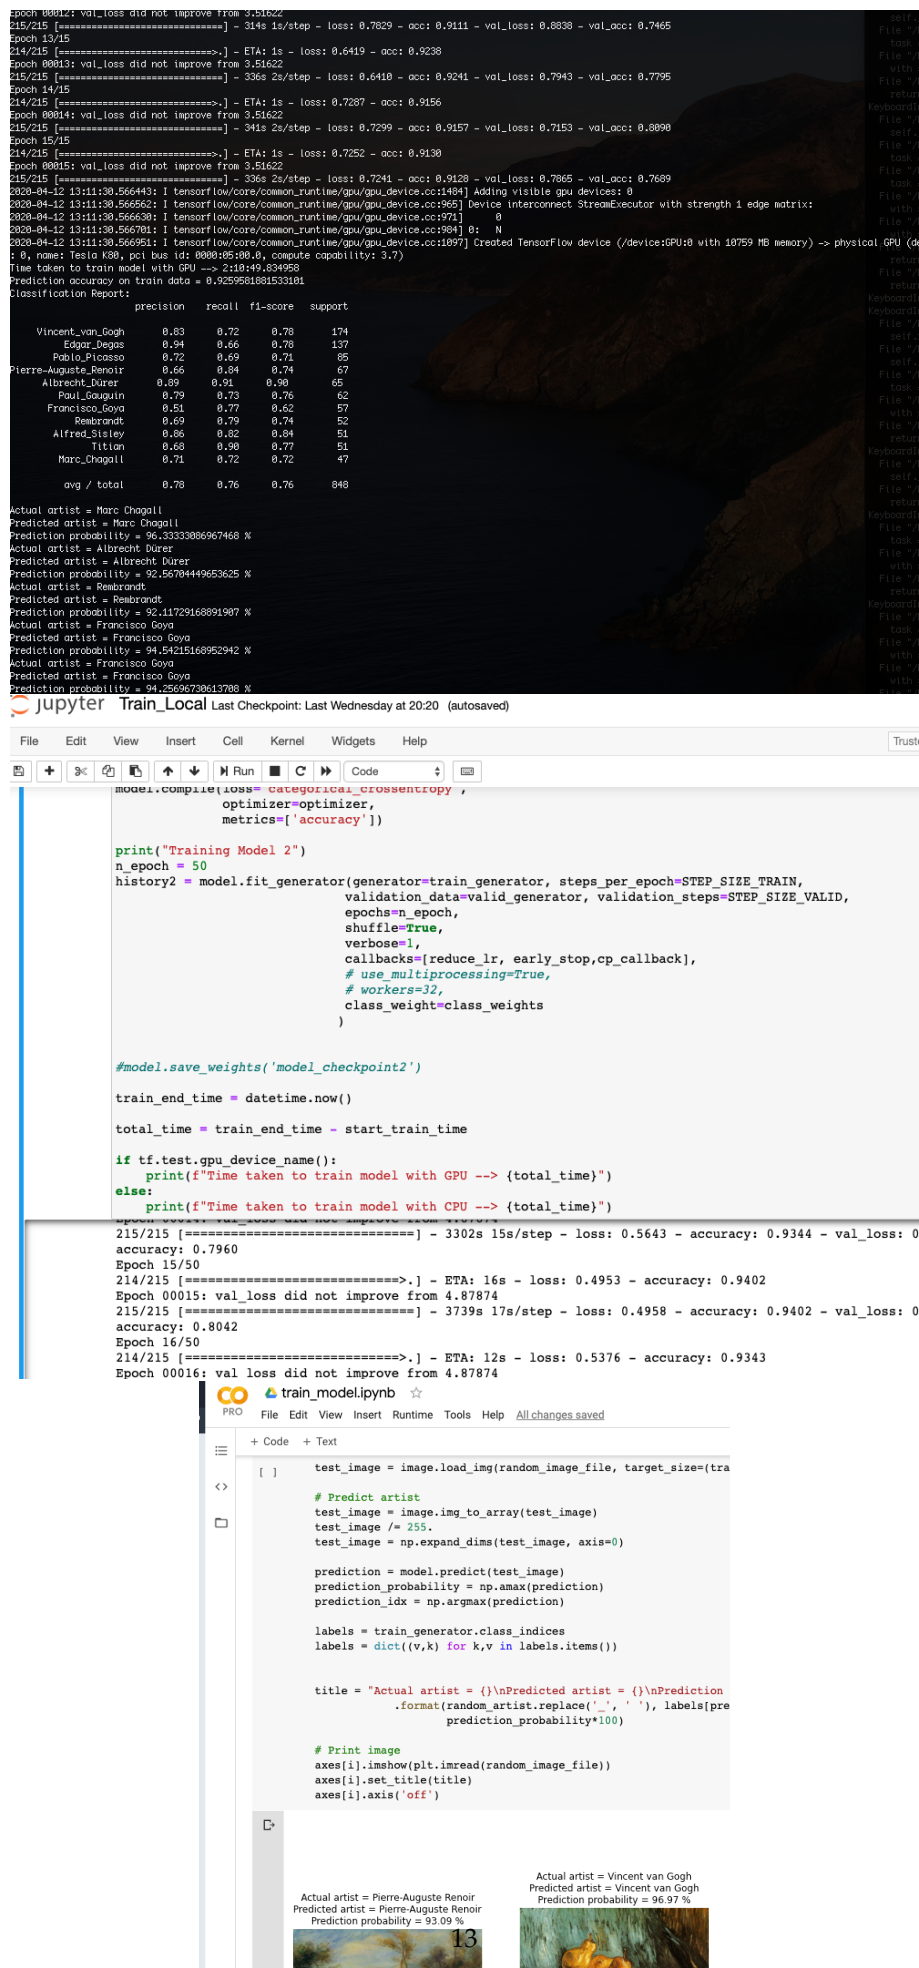 Epoch 00012: val_loss did not improve from 3.51622
215/215 [==============================] - 314s 1s/step - loss: 0.7829 - acc: 0.9111 - val_loss: 0.8838 - val_acc: 0.7465
Epoch 13/15
214/215 [============================>.] - ETA: 1s - loss: 0.6419 - acc: 0.9238
Epoch 00013: val_loss did not improve from 3.51622
215/215 [==============================] - 336s 2s/step - loss: 0.6410 - acc: 0.9241 - val_loss: 0.7943 - val_acc: 0.7795
Epoch 14/15
214/215 [============================>.] - ETA: 1s - loss: 0.7287 - acc: 0.9156
Epoch 00014: val_loss did not improve from 3.51622
215/215 [==============================] - 341s 2s/step - loss: 0.7299 - acc: 0.9157 - val_loss: 0.7153 - val_acc: 0.8090
Epoch 15/15
214/215 [============================>.] - ETA: 1s - loss: 0.7252 - acc: 0.9130
Epoch 00015: val_loss did not improve from 3.51622
215/215 [==============================] - 336s 2s/step - loss: 0.7241 - acc: 0.9128 - val_loss: 0.7865 - val_acc: 0.7689
2020-04-12 13:11:30.566443: I tensorflow/core/common_runtime/gpu/gpu_device.cc:1484] Adding visible gpu devices: 0
2020-04-12 13:11:30.566562: I tensorflow/core/common_runtime/gpu/gpu_device.cc:965] Device interconnect StreamExecutor with strength 1 edge matrix:
2020-04-12 13:11:30.566630: I tensorflow/core/common_runtime/gpu/gpu_device.cc:971] 0
2020-04-12 13:11:30.566701: I tensorflow/core/common_runtime/gpu/gpu_device.cc:984] 0: N
2020-04-12 13:11:30.566951: I tensorflow/core/common_runtime/gpu/gpu_device.cc:1097] Created TensorFlow device (/device:GPU:0 with 10759 MB memory) -> physical GPU (de
: 0, name: Tesla K80, pci bus id: 0000:05:00.0, compute capability: 3.7)
Time taken to train model with GPU --> 2:10:49.834958
Prediction accuracy on train data = 0.9259581881533101
Classification Report:
precision recall f1-score support
Vincent_van_Gogh 0.83 0.72 0.78 174
Edgar_Degas 0.94 0.66 0.78 137
Pablo_Picasso 0.72 0.69 0.71 85
Pierre-Auguste_Renoir 0.66 0.84 0.74 67
Albrecht_Dürer 0.89 0.91 0.90 65
Paul_Gauguin 0.79 0.73 0.76 62
Francisco_Goya 0.51 0.77 0.62 57
Rembrandt 0.69 0.79 0.74 52
Alfred_Sisley 0.86 0.82 0.84 51
Titian 0.68 0.90 0.77 51
Marc_Chagall 0.71 0.72 0.72 47
avg / total 0.78 0.76 0.76 848
Actual artist = Marc Chagall
Predicted artist = Marc Chagall
Prediction probability = 96.33333086967468 %
Actual artist = Albrecht Dürer
Predicted artist = Albrecht Dürer
Prediction probability = 92.56704449653625 %
Actual artist = Rembrandt
Predicted artist = Rembrandt
Prediction probability = 92.11729168891907 %
Actual artist = Francisco Goya
Predicted artist = Francisco Goya
Prediction probability = 94.54215168952942 %
Actual artist = Francisco Goya
Predicted artist = Francisco Goya
Prediction probability = 94.25696730613708 %
jupyter Train_Local Last Checkpoint: Last Wednesday at 20:20 (autosaved)
File Edit View Insert Cell Kernel Widgets Help Truste
Run Code
model.compile(loss='categorical_crossentropy',
optimizer=optimizer,
metrics=['accuracy'])
print("Training Model 2")
n_epoch = 50
history2 = model.fit_generator(generator=train_generator, steps_per_epoch=STEP_SIZE_TRAIN,
validation_data=valid_generator, validation_steps=STEP_SIZE_VALID,
epochs=n_epoch,
shuffle=True,
verbose=1,
callbacks=[reduce_lr, early_stop,cp_callback],
# use_multiprocessing=True,
# workers=32,
class_weight=class_weights
)
#model.save_weights('model_checkpoint2')
train_end_time = datetime.now()
total_time = train_end_time - start_train_time
if tf.test.gpu_device_name():
print(f"Time taken to train model with GPU --> {total_time}")
else:
print(f"Time taken to train model with CPU --> {total_time}")
Epoch 00014: val_loss did not improve from 4.87874
215/215 [==============================] - 3302s 15s/step - loss: 0.5643 - accuracy: 0.9344 - val_loss: 0
accuracy: 0.7960
Epoch 15/50
214/215 [============================>.] - ETA: 16s - loss: 0.4953 - accuracy: 0.9402
Epoch 00015: val_loss did not improve from 4.87874
215/215 [==============================] - 3739s 17s/step - loss: 0.4958 - accuracy: 0.9402 - val_loss: 0
accuracy: 0.8042
Epoch 16/50
214/215 [============================>.] - ETA: 12s - loss: 0.5376 - accuracy: 0.9343
Epoch 00016: val loss did not improve from 4.87874
CO PRO train_model.ipynb
File Edit View Insert Runtime Tools Help All changes saved
+ Code + Text
[ ] test_image = image.load_img(random_image_file, target_size=(tra
# Predict artist
test_image = image.img_to_array(test_image)
test_image /= 255.
test_image = np.expand_dims(test_image, axis=0)
prediction = model.predict(test_image)
prediction_probability = np.amax(prediction)
prediction_idx = np.argmax(prediction)
labels = train_generator.class_indices
labels = dict((v,k) for k,v in labels.items())
title = "Actual artist = {}\nPredicted artist = {}\nPrediction
.format(random_artist.replace('_', ' '), labels[pre
prediction_probability*100)
# Print image
axes[i].imshow(plt.imread(random_image_file))
axes[i].set_title(title)
axes[i].axis('off')
Actual artist = Pierre-Auguste Renoir
Predicted artist = Pierre-Auguste Renoir
Prediction probability = 93.09 %
Actual artist = Vincent van Gogh
Predicted artist = Vincent van Gogh
Prediction probability = 96.97 %
13